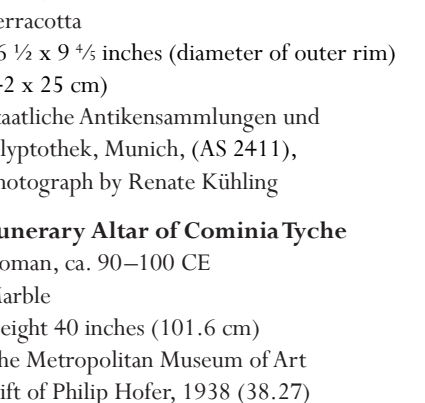 erracotta
6 ½ x 9 ⅘ inches (diameter of outer rim)
2 x 25 cm)
taatliche Antikensammlungen und
lyptothek, Munich, (AS 2411),
hotograph by Renate Kühling
unerary Altar of Cominia Tyche
oman, ca. 90–100 CE
arble
eight 40 inches (101.6 cm)
he Metropolitan Museum of Art
ift of Philip Hofer, 1938 (38.27)